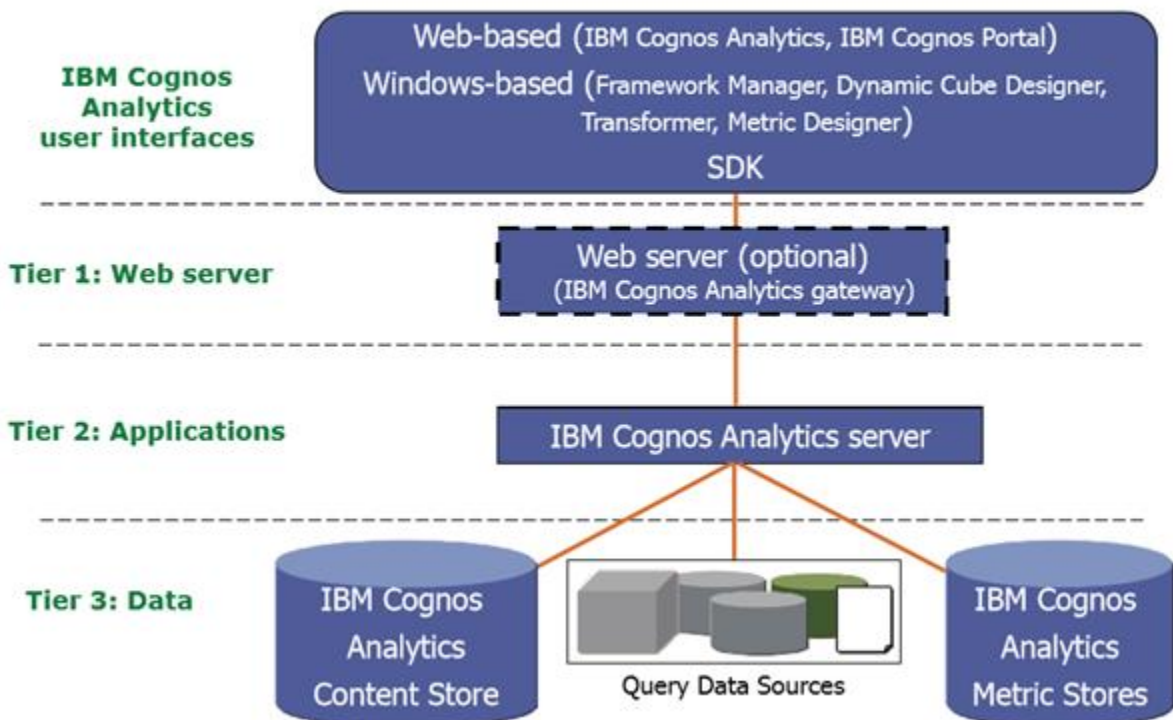 IBM Cognos
Analytics
user interfaces
Web-based (IBM Cognos Analytics, IBM Cognos Portal)
Windows-based (Framework Manager, Dynamic Cube Designer,
Transformer, Metric Designer)
SDK
Tier 1: Web server
Web server (optional)
(IBM Cognos Analytics gateway)
Tier 2: Applications
IBM Cognos Analytics server
Tier 3: Data
IBM Cognos
Analytics
Content Store
Query Data Sources
IBM Cognos
Analytics
Metric Stores